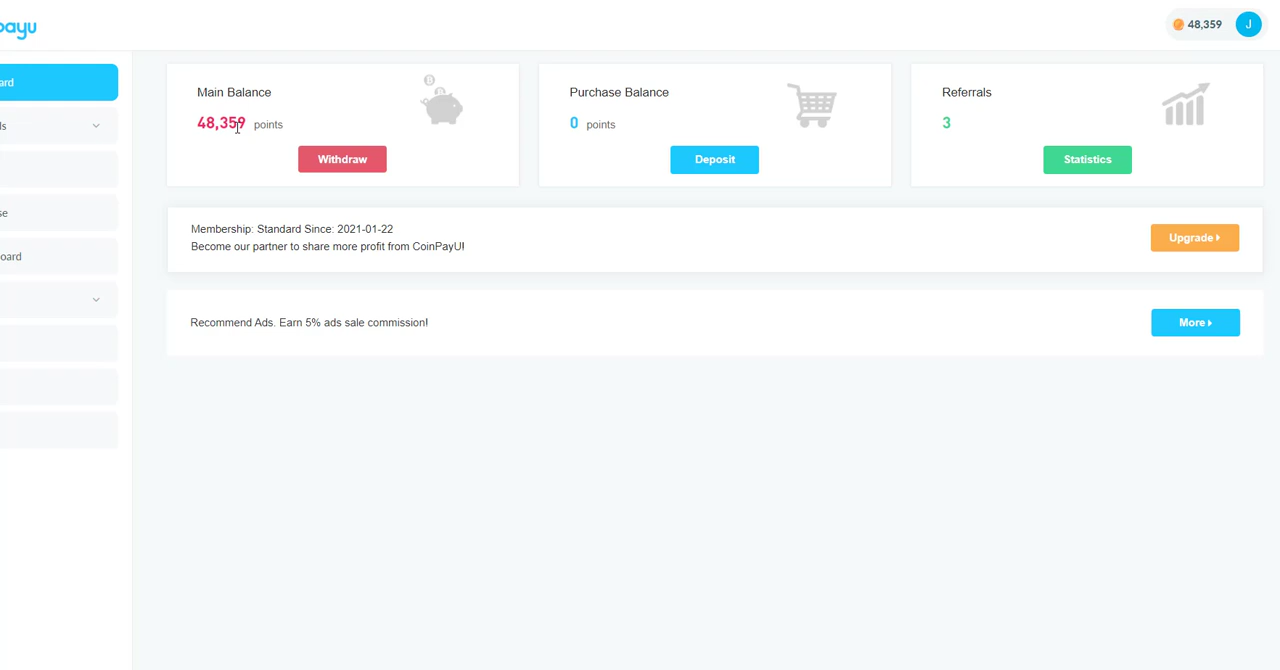 payu
48,359
J
ard
Main Balance
Purchase Balance
Referrals
48,359 points
0 points
3
Withdraw
Deposit
Statistics
se
oard
Membership: Standard Since: 2021-01-22
Become our partner to share more profit from CoinPayU!
Upgrade
Recommend Ads. Earn 5% ads sale commission!
More